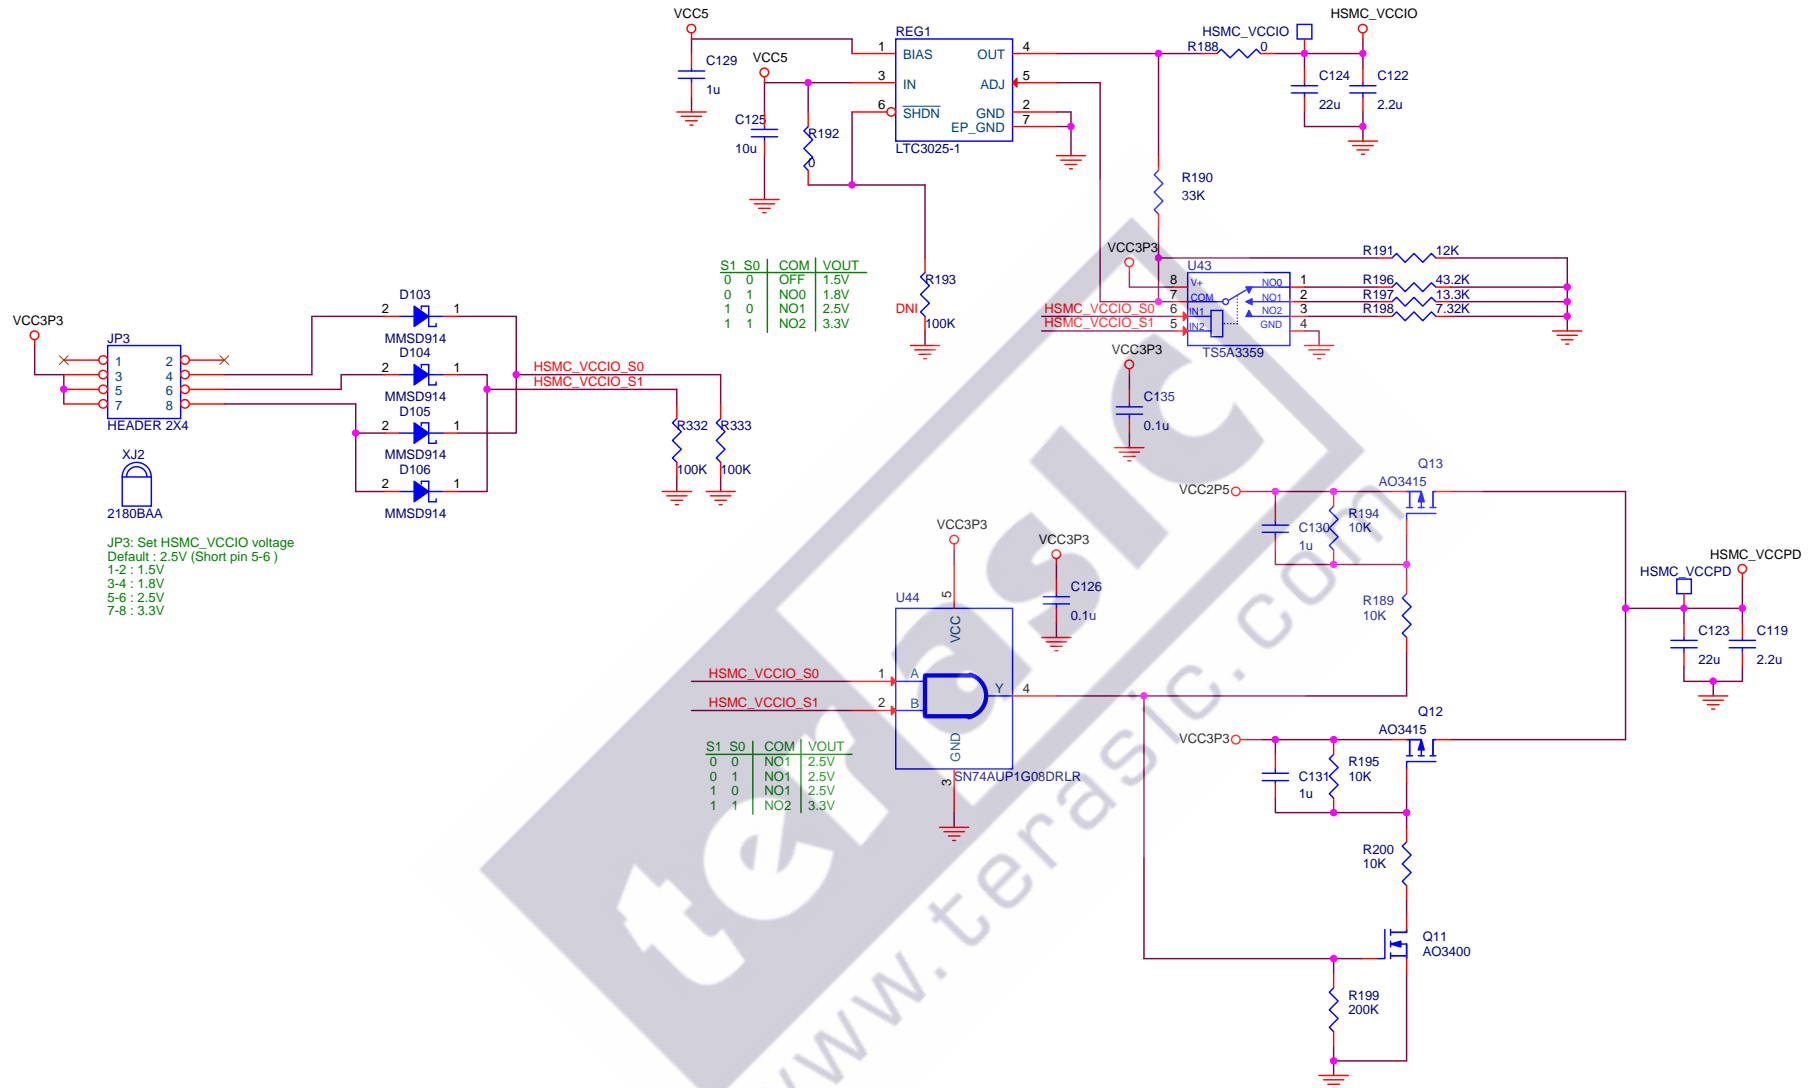 VCC5
C129
1u
VCC5
C125
10u
R192
0
REG1
1 BIAS
3 IN
6 SHDN
OUT 4
ADJ 5
GND 2
EP_GND 7
LTC3025-1
R188 0
HSMC_VCCIO
HSMC_VCCIO
C124
22u
C122
2.2u
R190
33K
R193
DNI
100K
S1 S0 COM VOUT
0 0 OFF 1.5V
0 1 NO0 1.8V
1 0 NO1 2.5V
1 1 NO2 3.3V
VCC3P3
U43
8 V+
7 COM
HSMC_VCCIO_S0 6 IN1
HSMC_VCCIO_S1 5 IN2
NO0 1
NO1 2
NO2 3
GND 4
TS5A3359
R191 12K
R196 43.2K
R197 13.3K
R198 7.32K
VCC3P3
C135
0.1u
VCC3P3
JP3
1 2
3 4
5 6
7 8
HEADER 2X4
XJ2
2180BAA
D103
2 1
MMSD914
D104
2 1
MMSD914
D105
2 1
MMSD914
D106
2 1
MMSD914
HSMC_VCCIO_S0
HSMC_VCCIO_S1
R332
100K
R333
100K
JP3: Set HSMC_VCCIO voltage
Default : 2.5V (Short pin 5-6 )
1-2 : 1.5V
3-4 : 1.8V
5-6 : 2.5V
7-8 : 3.3V
VCC3P3
VCC3P3
C126
0.1u
U44
5
VCC
HSMC_VCCIO_S0 1 A
HSMC_VCCIO_S1 2 B
Y 4
GND
3
SN74AUP1G08DRLR
S1 S0 COM VOUT
0 0 NO1 2.5V
0 1 NO1 2.5V
1 0 NO1 2.5V
1 1 NO2 3.3V
Q13
AO3415
VCC2P5
C130
1u
R194
10K
R189
10K
HSMC_VCCPD
HSMC_VCCPD
C123
22u
C119
2.2u
Q12
AO3415
VCC3P3
C131
1u
R195
10K
R200
10K
Q11
AO3400
R199
200K
terasic
www.terasic.com